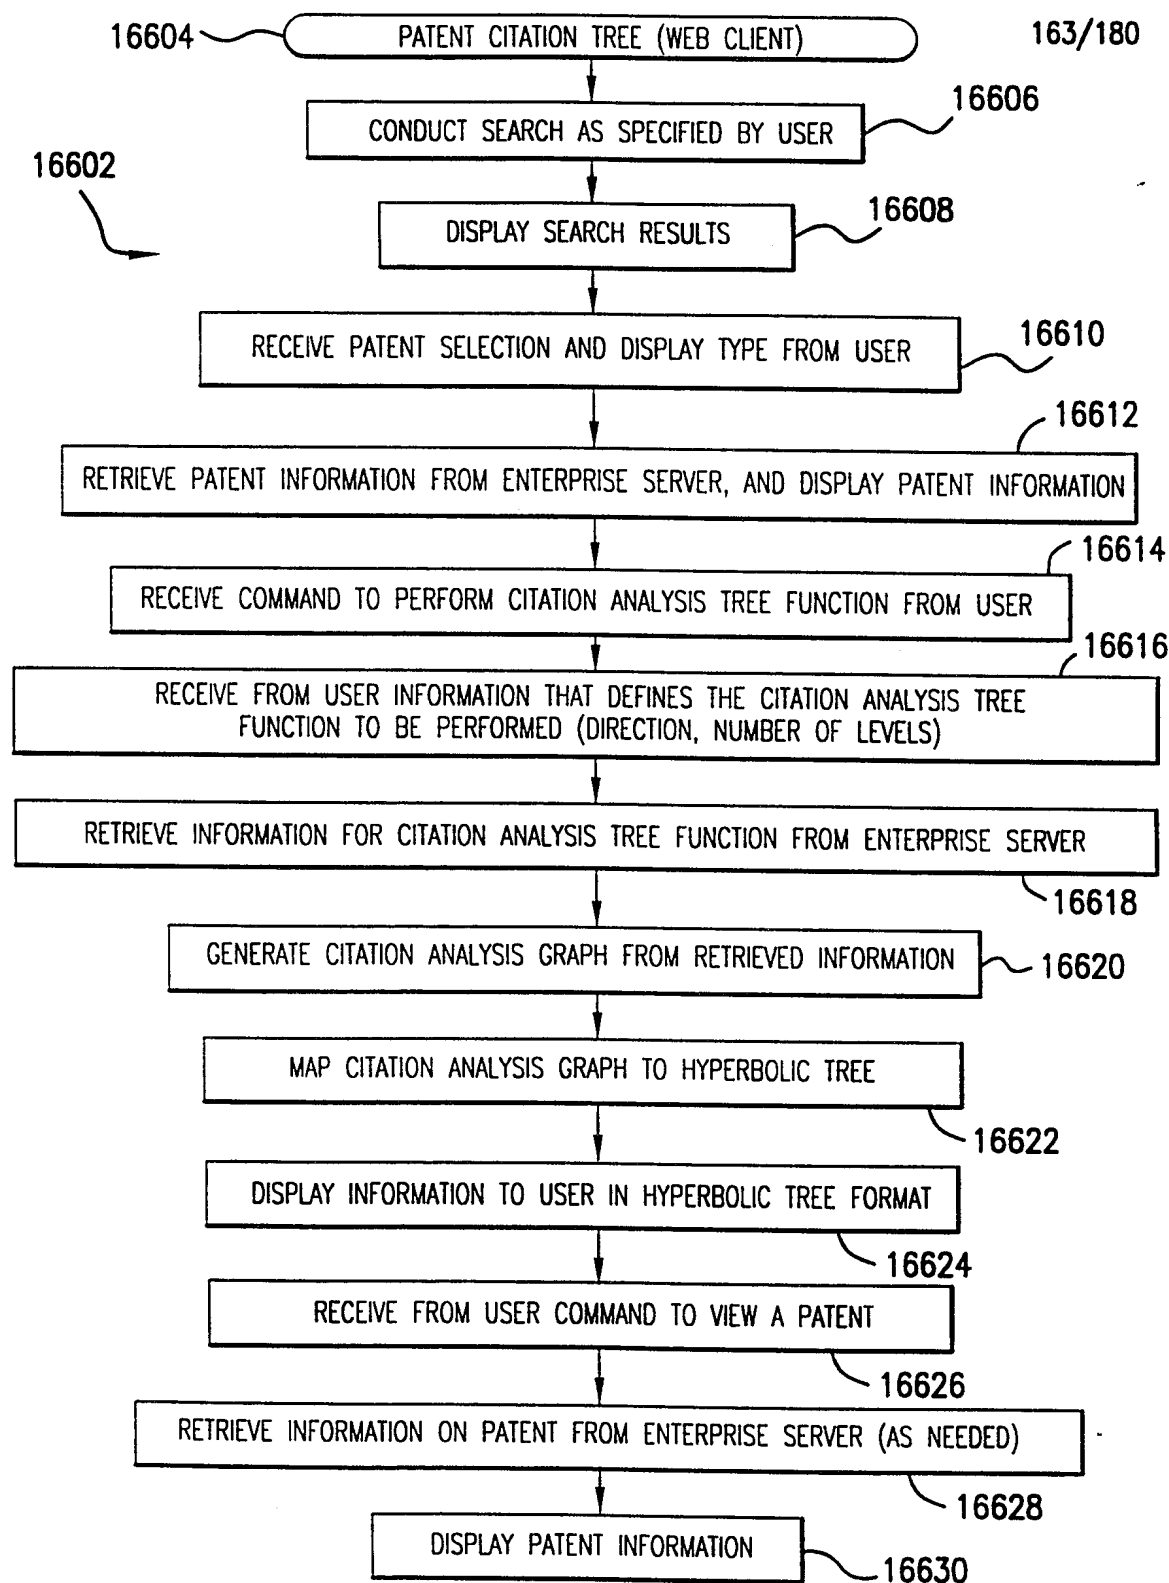 16604
PATENT CITATION TREE (WEB CLIENT)
163/180
16606
CONDUCT SEARCH AS SPECIFIED BY USER
16602
16608
DISPLAY SEARCH RESULTS
16610
RECEIVE PATENT SELECTION AND DISPLAY TYPE FROM USER
16612
RETRIEVE PATENT INFORMATION FROM ENTERPRISE SERVER, AND DISPLAY PATENT INFORMATION
16614
RECEIVE COMMAND TO PERFORM CITATION ANALYSIS TREE FUNCTION FROM USER
16616
RECEIVE FROM USER INFORMATION THAT DEFINES THE CITATION ANALYSIS TREE
FUNCTION TO BE PERFORMED (DIRECTION, NUMBER OF LEVELS)
RETRIEVE INFORMATION FOR CITATION ANALYSIS TREE FUNCTION FROM ENTERPRISE SERVER
16618
GENERATE CITATION ANALYSIS GRAPH FROM RETRIEVED INFORMATION
16620
MAP CITATION ANALYSIS GRAPH TO HYPERBOLIC TREE
16622
DISPLAY INFORMATION TO USER IN HYPERBOLIC TREE FORMAT
16624
RECEIVE FROM USER COMMAND TO VIEW A PATENT
16626
RETRIEVE INFORMATION ON PATENT FROM ENTERPRISE SERVER (AS NEEDED)
16628
DISPLAY PATENT INFORMATION
16630